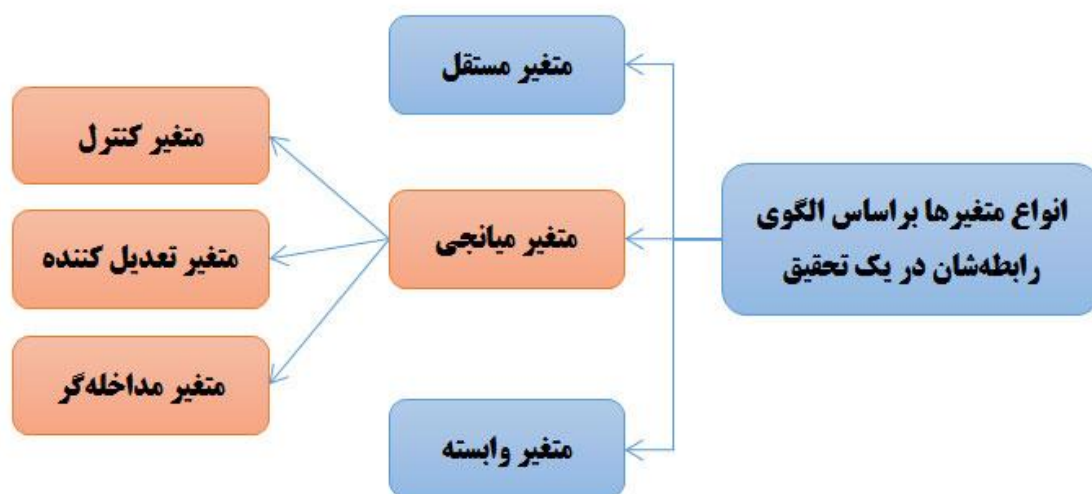 انواع متغیرها براساس الگوی
رابطه‌شان در یک تحقیق
متغیر مستقل
متغیر میانجی
متغیر وابسته
متغیر کنترل
متغیر تعدیل کننده
متغیر مداخله‌گر